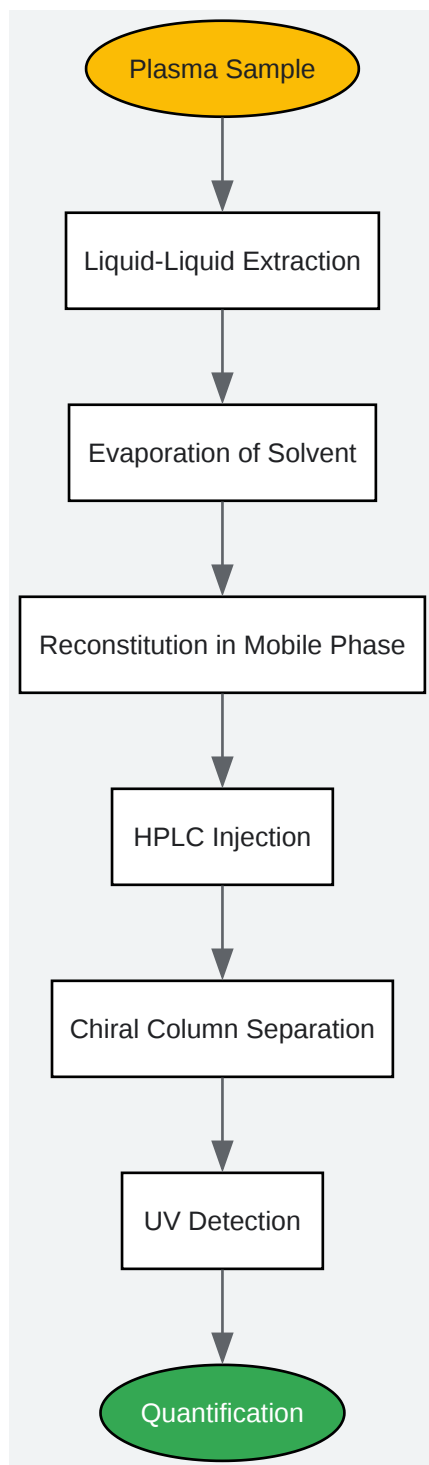 Plasma Sample
Liquid-Liquid Extraction
Evaporation of Solvent
Reconstitution in Mobile Phase
HPLC Injection
Chiral Column Separation
UV Detection
Quantification